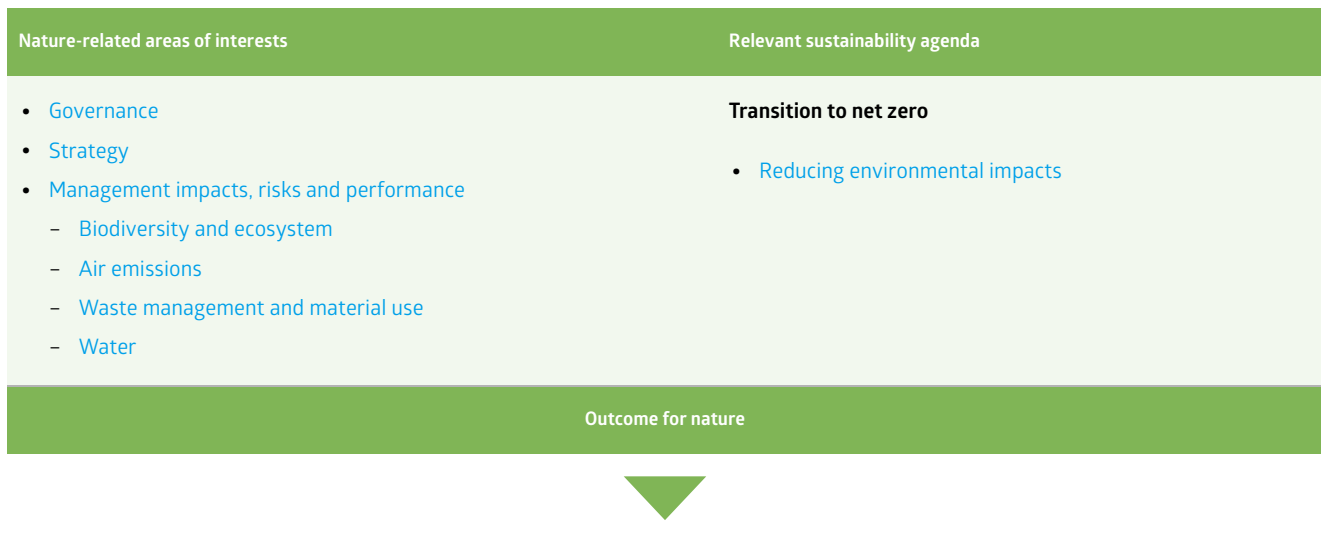 Nature-related areas of interests
Relevant sustainability agenda
• Governance
• Strategy
• Management impacts, risks and performance
– Biodiversity and ecosystem
– Air emissions
– Waste management and material use
– Water
Transition to net zero
• Reducing environmental impacts
Outcome for nature